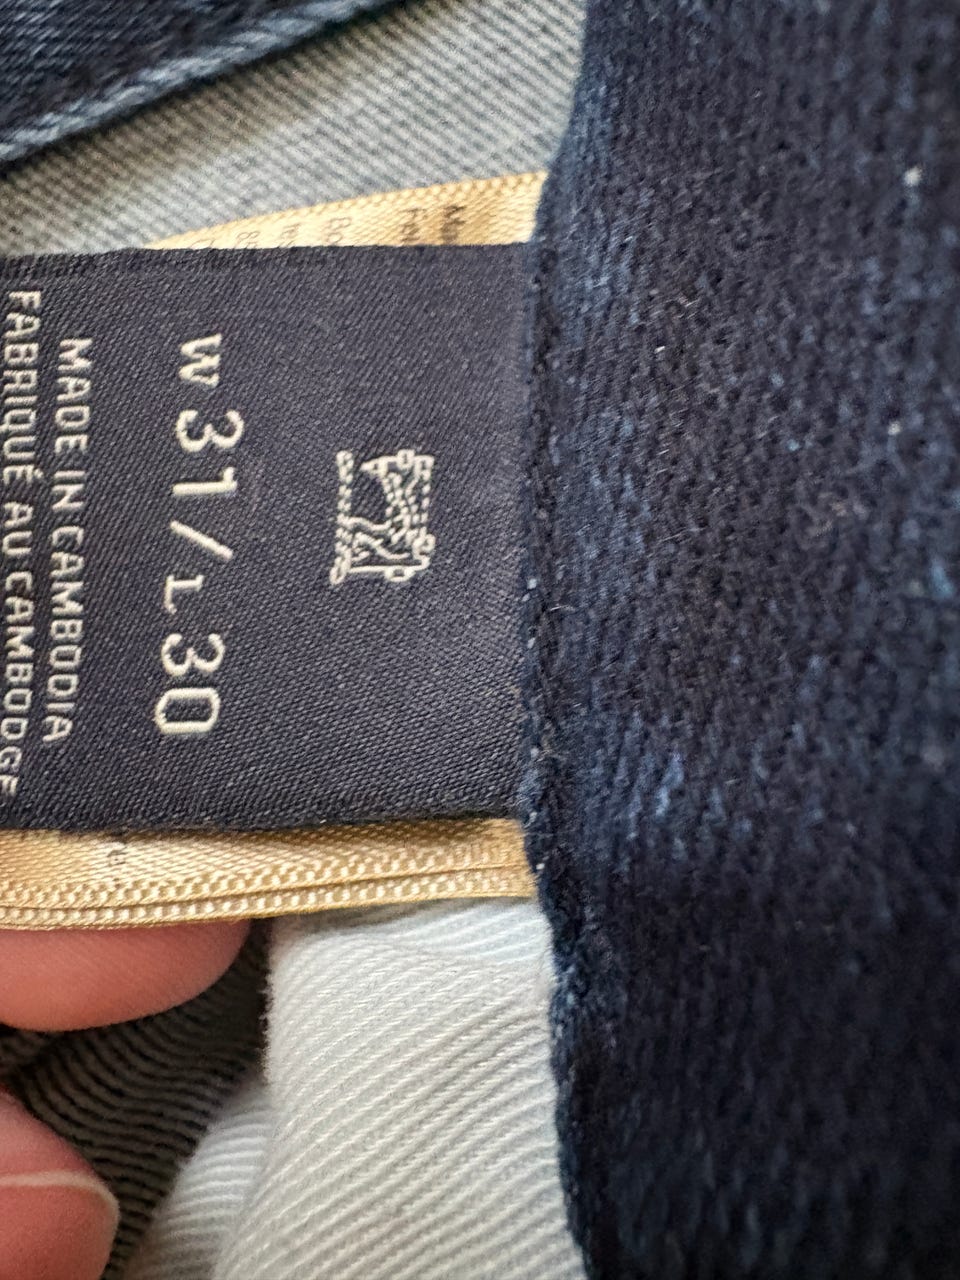 W31/L30
MADE IN CAMBODIA
FABRIQUÉ AU CAMBODGE